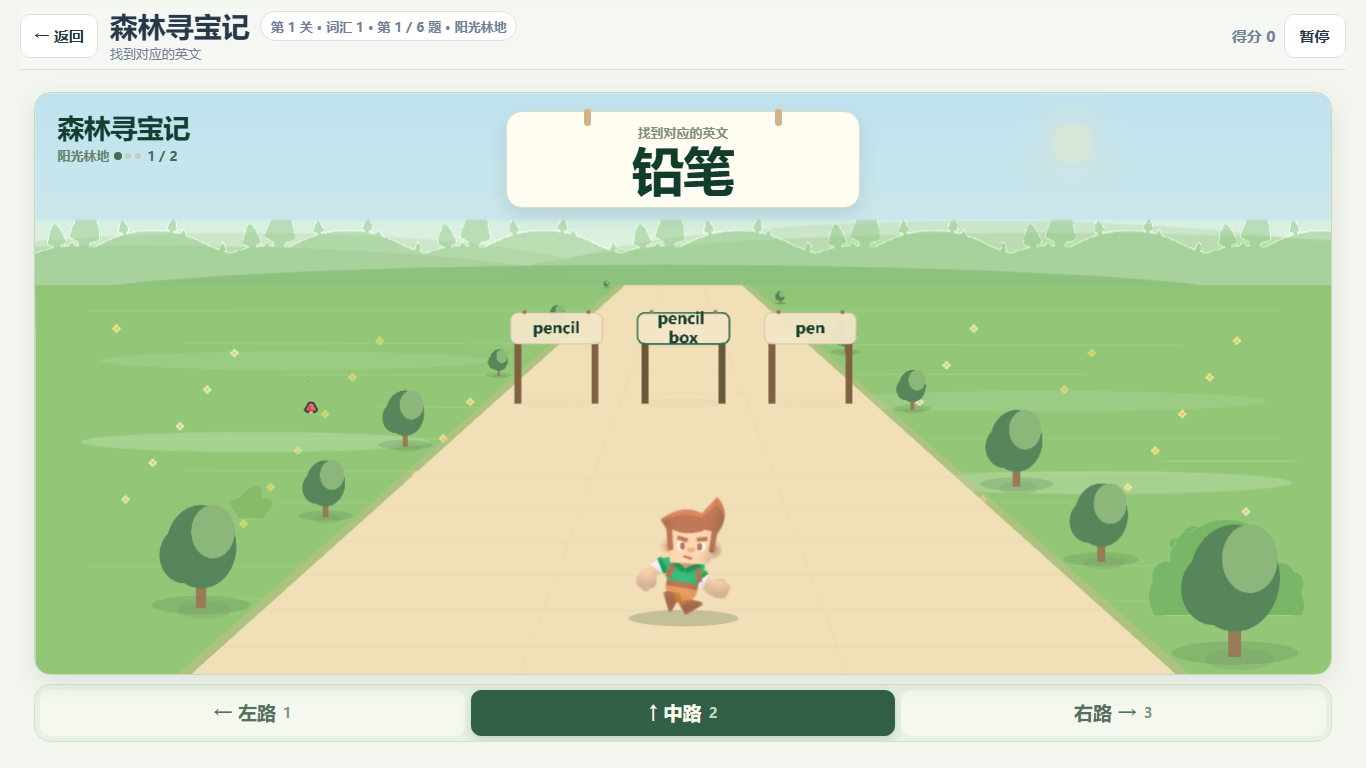 ← 返回
森林寻宝记
第 1 关 • 词汇 1 • 第 1 / 6 题 • 阳光林地
找到对应的英文
得分 0
暂停
森林寻宝记
阳光林地 1 / 2
找到对应的英文
铅笔
pencil
pencil
box
pen
← 左路 1
↑ 中路 2
右路 → 3